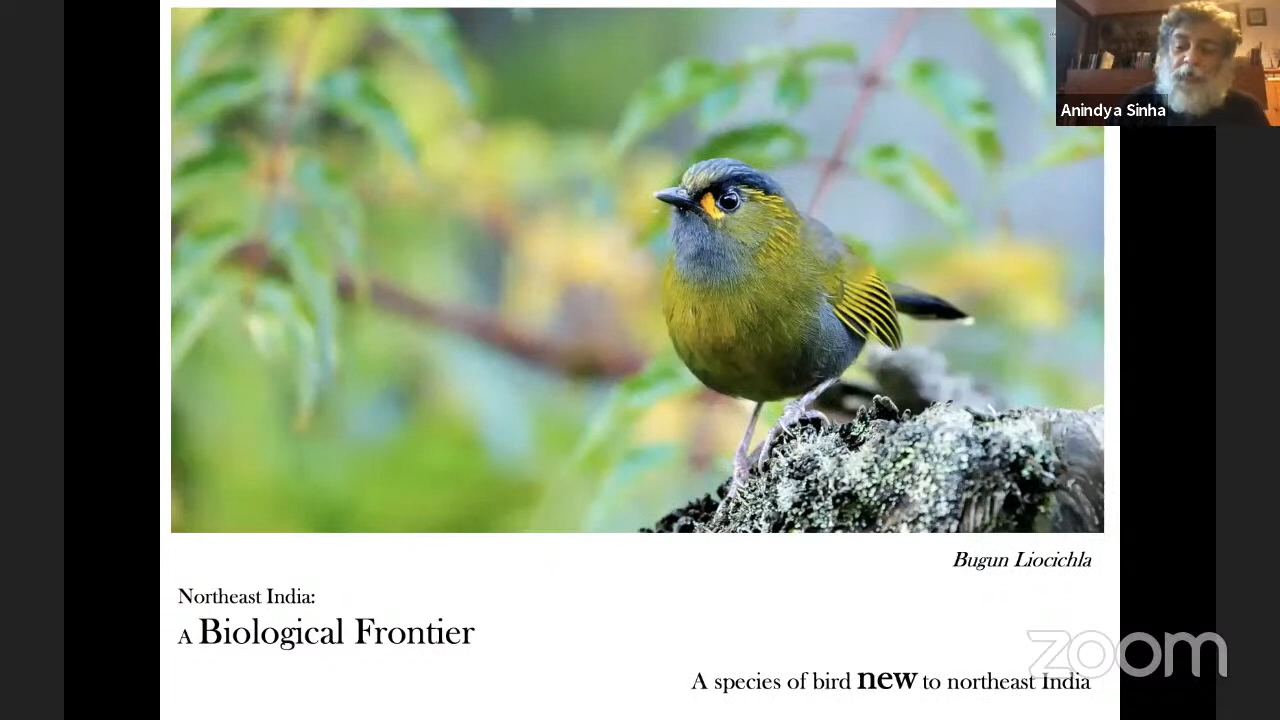 Anindya Sinha
Bugun Liocichla
Northeast India:
A Biological Frontier
zoom
A species of bird new to northeast India